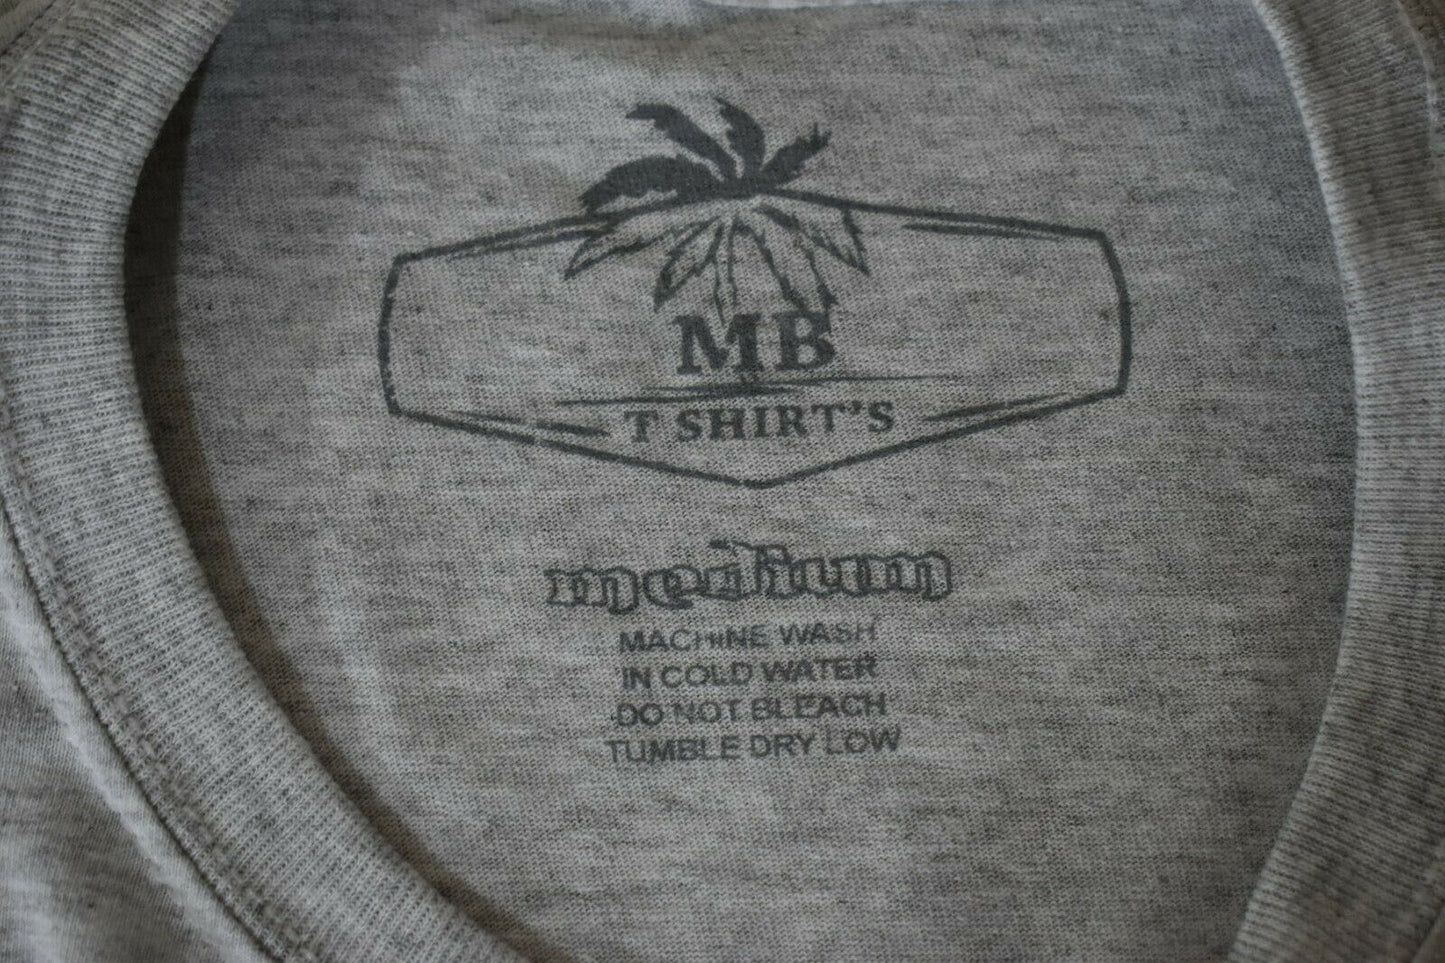 MB
T SHIRT'S
medium
MACHINE WASH
IN COLD WATER
DO NOT BLEACH
TUMBLE DRY LOW